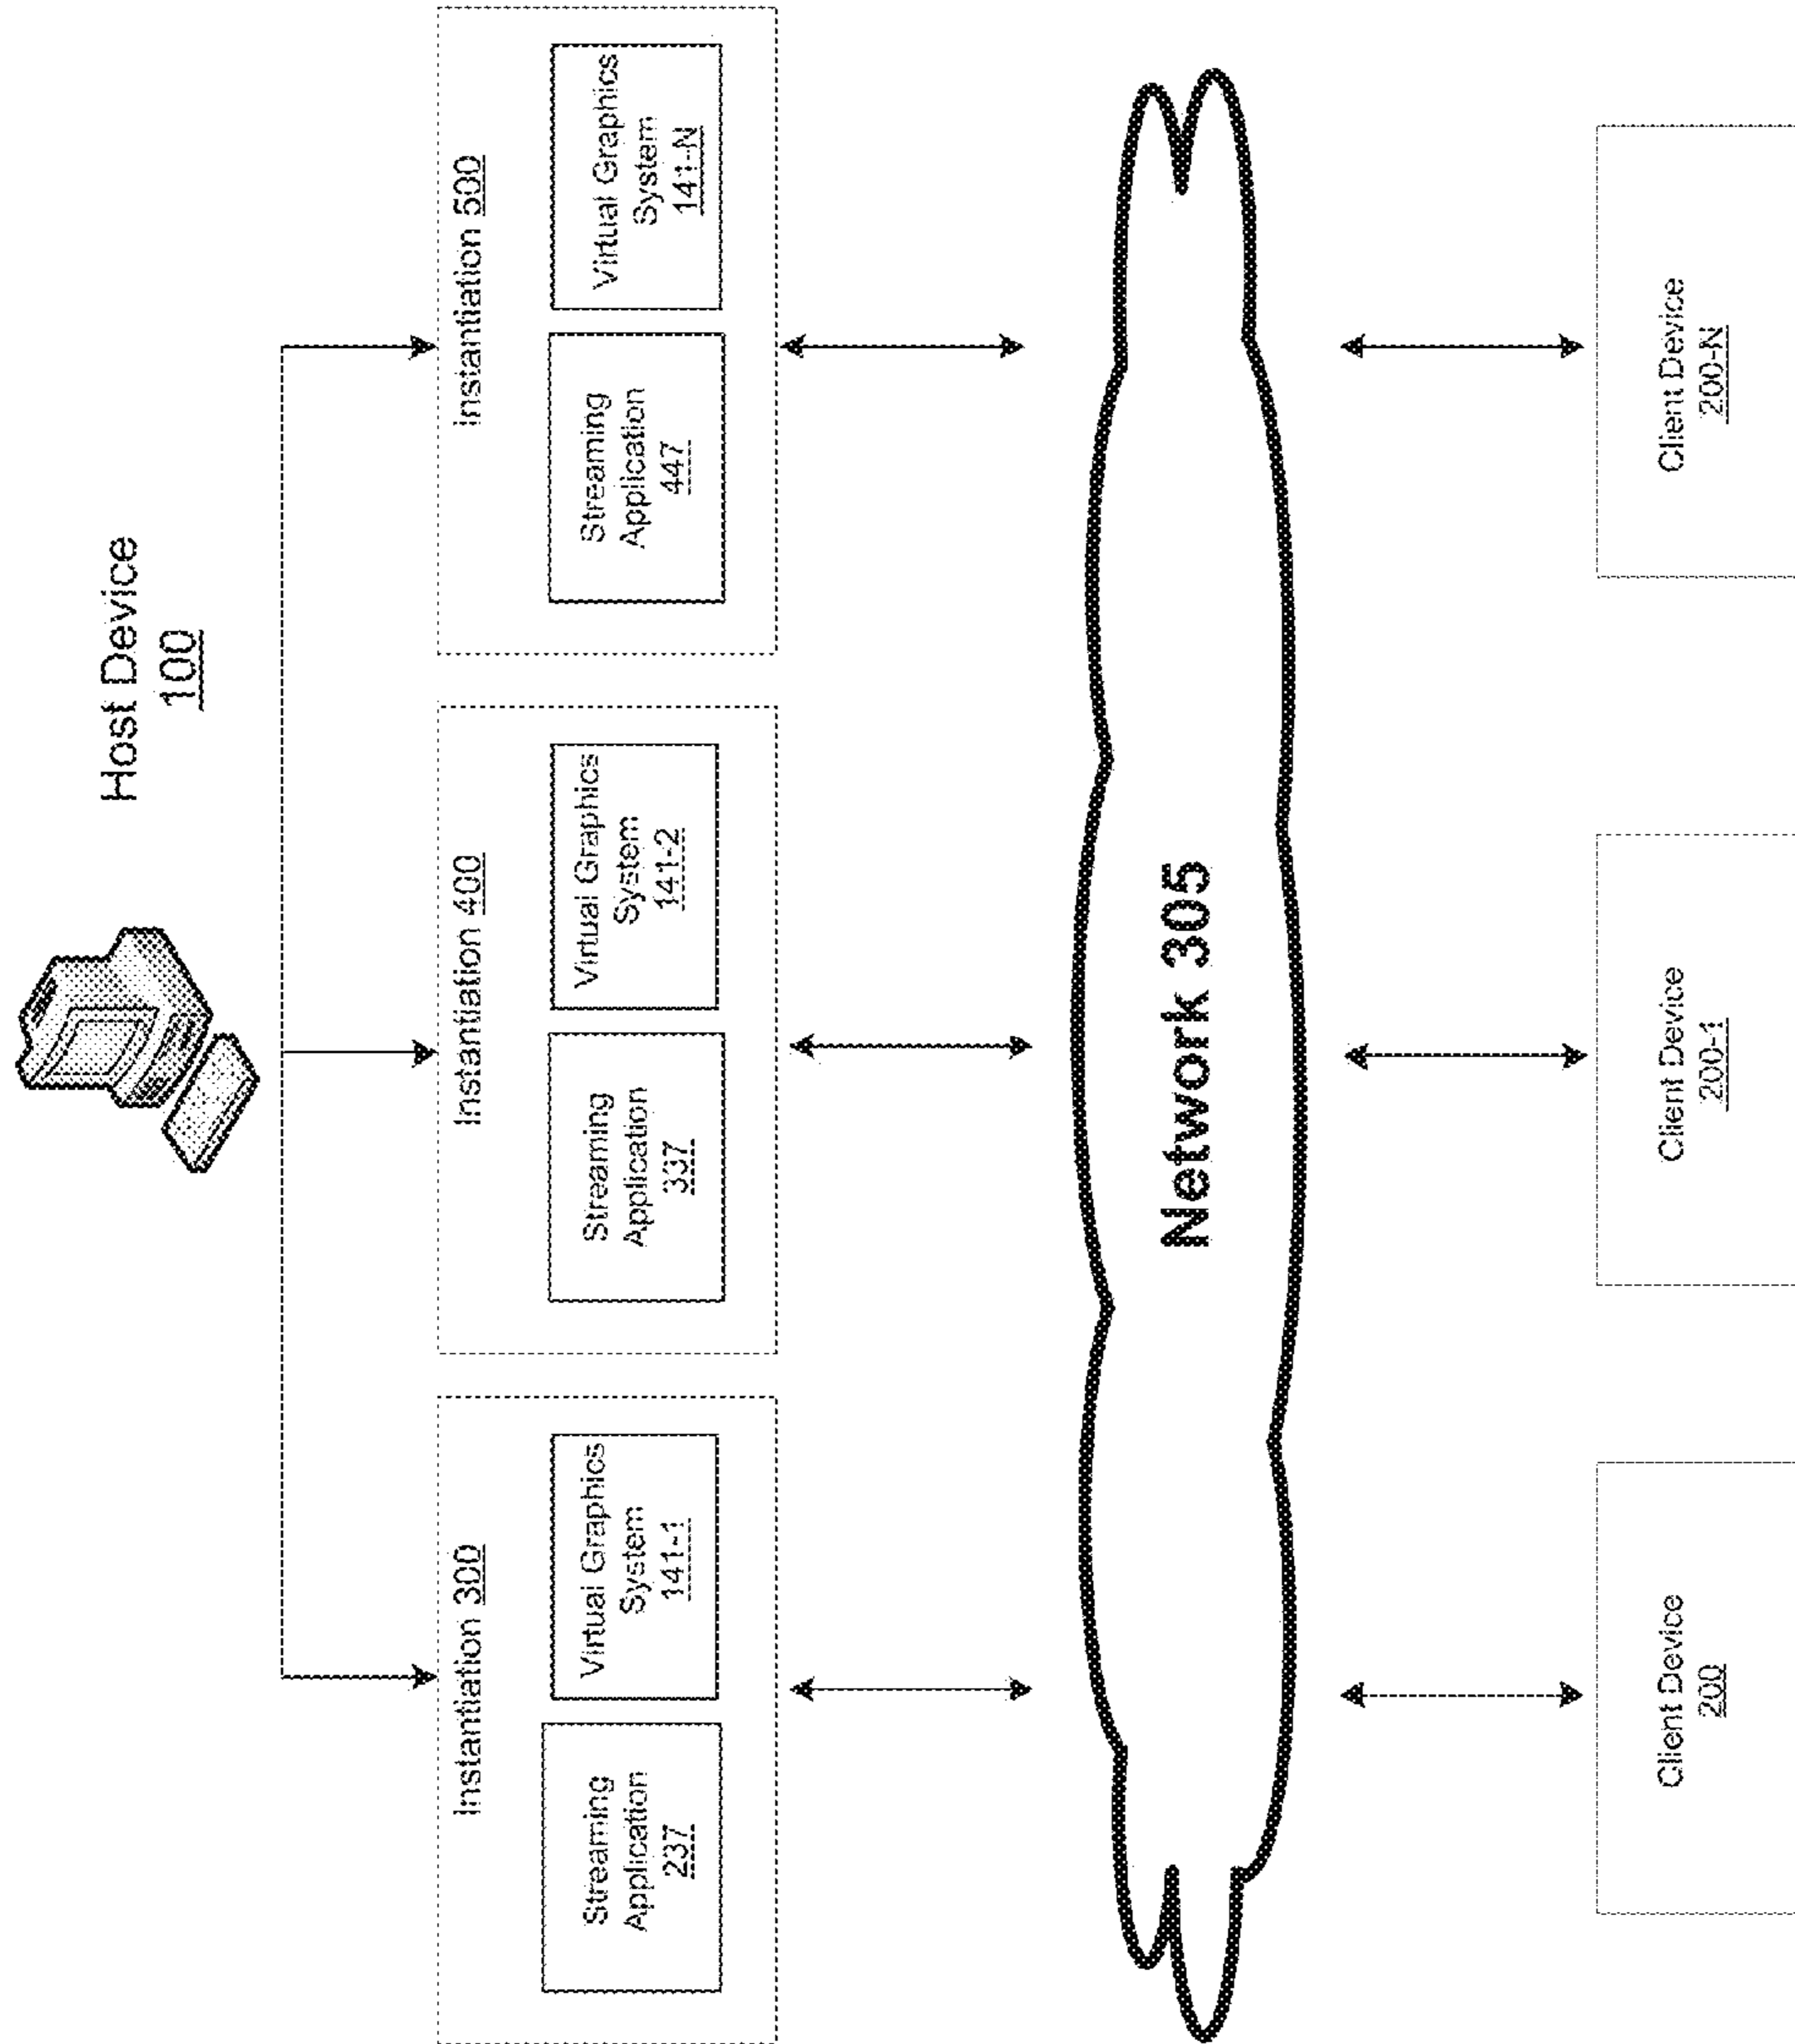 Host Device
100
Instantiation 300
Streaming
Application
237
Virtual Graphics
System
141-1
Instantiation 400
Streaming
Application
337
Virtual Graphics
System
141-2
Instantiation 500
Streaming
Application
447
Virtual Graphics
System
141-N
Network 305
Client Device
200
Client Device
200-1
Client Device
200-N